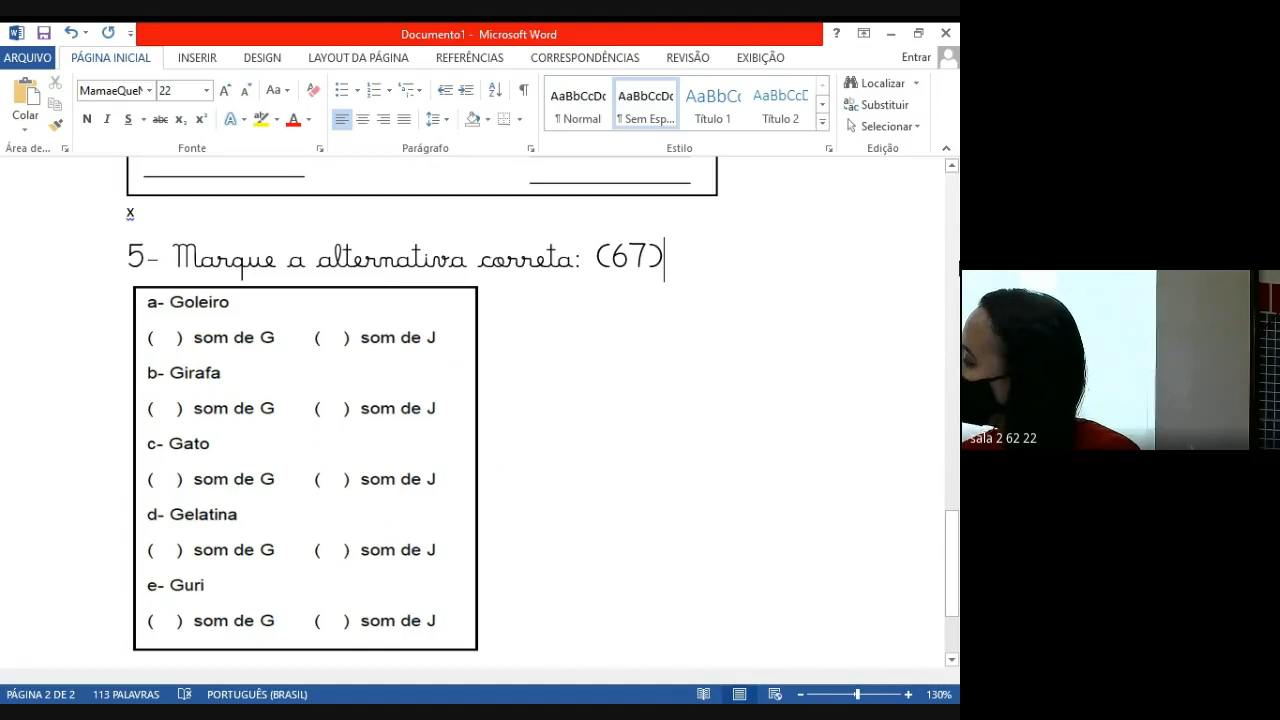 Documento1 - Microsoft Word
?
ARQUIVO PÁGINA INICIAL INSERIR DESIGN LAYOUT DA PÁGINA REFERÊNCIAS CORRESPONDÊNCIAS REVISÃO EXIBIÇÃO Entrar
Colar
MamaeQueN 22
N I S abc x₂ x²
AaBbCcDc AaBbCcDc AaBbCc AaBbCcD
¶ Normal ¶ Sem Esp... Título 1 Título 2
Localizar
Substituir
Selecionar
Área de... Fonte Parágrafo Estilo Edição
x
5- Marque a alternativa correta: (67)
a- Goleiro
( ) som de G ( ) som de J
b- Girafa
( ) som de G ( ) som de J
c- Gato
( ) som de G ( ) som de J
d- Gelatina
( ) som de G ( ) som de J
e- Guri
( ) som de G ( ) som de J
sala 2 62 22
PÁGINA 2 DE 2 113 PALAVRAS PORTUGUÊS (BRASIL) 130%